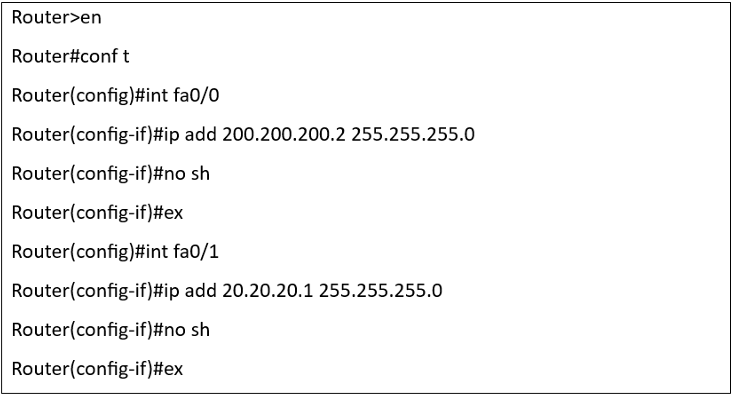 Router>en
Router#conf t
Router(config)#int fa0/0
Router(config-if)#ip add 200.200.200.2 255.255.255.0
Router(config-if)#no sh
Router(config-if)#ex
Router(config)#int fa0/1
Router(config-if)#ip add 20.20.20.1 255.255.255.0
Router(config-if)#no sh
Router(config-if)#ex